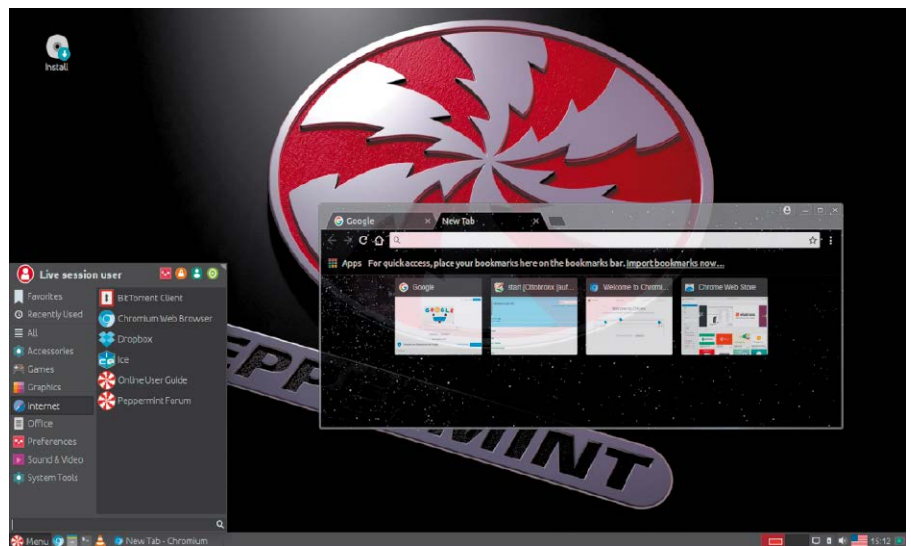 Install
Google
New Tab
Apps For quick access, place your bookmarks here on the bookmarks bar. Import bookmarks now...
Google
Welcome to Chromi...
Chrome Web Store
Live session user
Favorites
Recently Used
All
Accessories
Games
Graphics
Internet
Office
Preferences
Sound & Video
System Tools
BitTorrent Client
Chromium Web Browser
Dropbox
Ice
Online User Guide
Peppermint Forum
PEPPERMINT
Menu
New Tab - Chromium
15:12